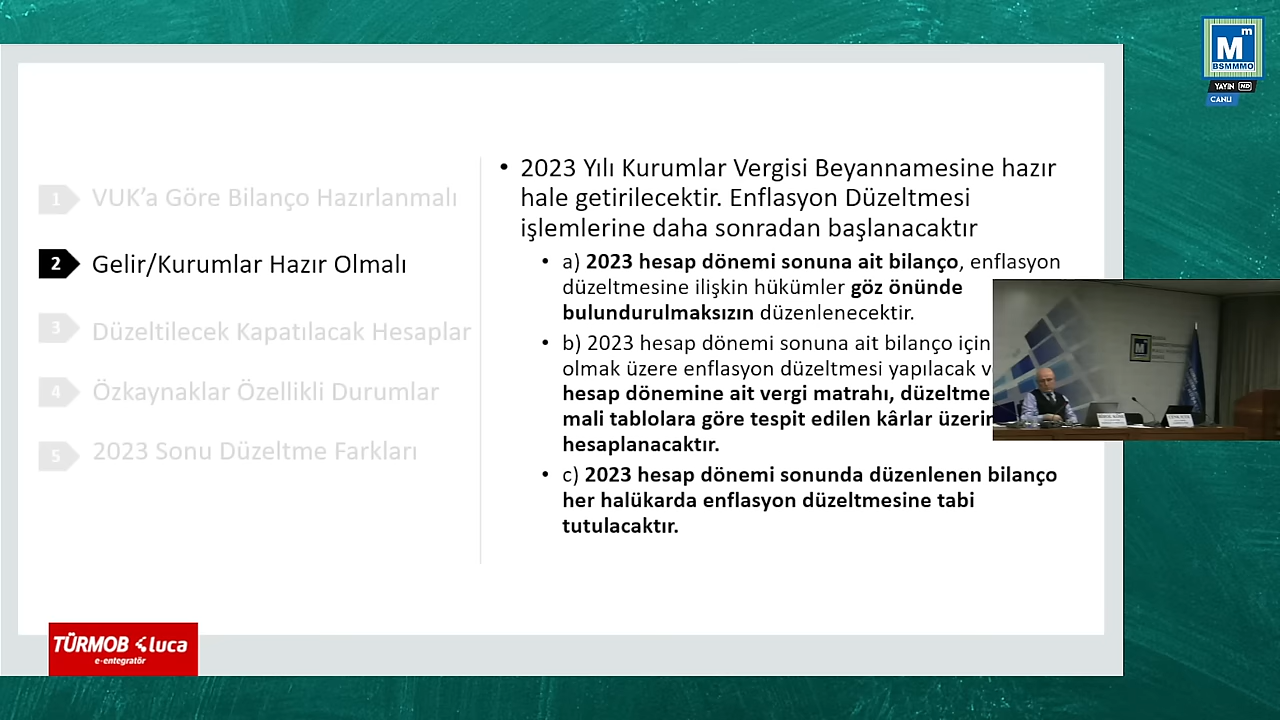 M m
BSMMMO
YAYIN HD
CANLI
1 VUK’a Göre Bilanço Hazırlanmalı
2 Gelir/Kurumlar Hazır Olmalı
3 Düzeltilecek Kapatılacak Hesaplar
4 Özkaynaklar Özellikli Durumlar
5 2023 Sonu Düzeltme Farkları
• 2023 Yılı Kurumlar Vergisi Beyannamesine hazır
hale getirilecektir. Enflasyon Düzeltmesi
işlemlerine daha sonradan başlanacaktır
• a) 2023 hesap dönemi sonuna ait bilanço, enflasyon
düzeltmesine ilişkin hükümler göz önünde
bulundurulmaksızın düzenlenecektir.
• b) 2023 hesap dönemi sonuna ait bilanço için
olmak üzere enflasyon düzeltmesi yapılacak v
hesap dönemine ait vergi matrahı, düzeltme
mali tablolara göre tespit edilen kârlar üzerin
hesaplanacaktır.
• c) 2023 hesap dönemi sonunda düzenlenen bilanço
her halükarda enflasyon düzeltmesine tabi
tutulacaktır.
TÜRMOB luca
e-entegratör